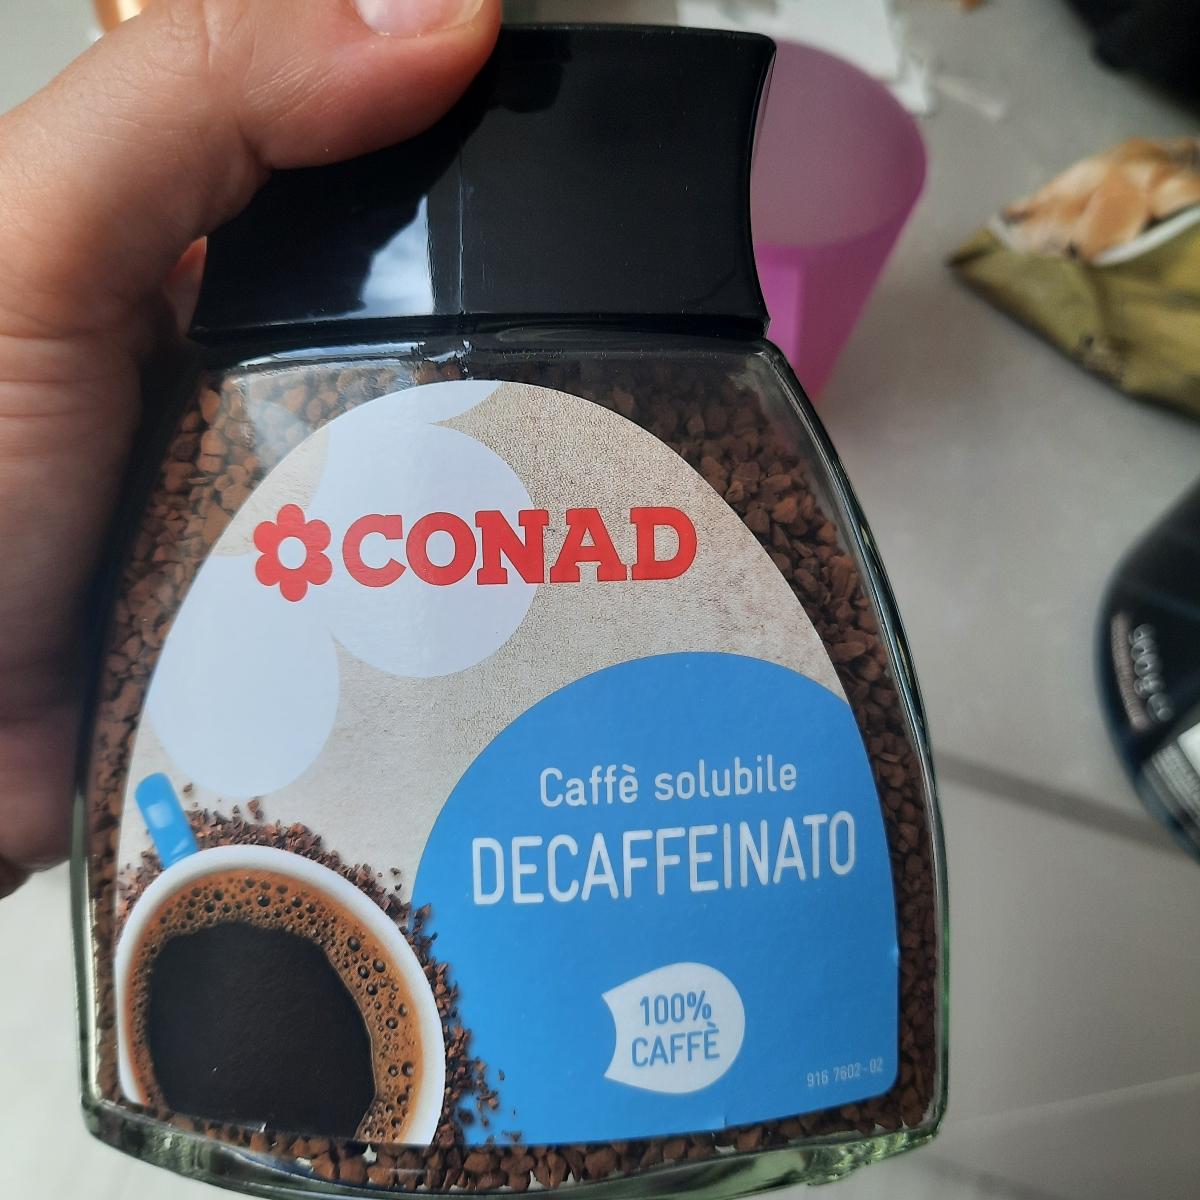 CONAD
Caffè solubile
DECAFFEINATO
100%
CAFFÈ
916 7602-02